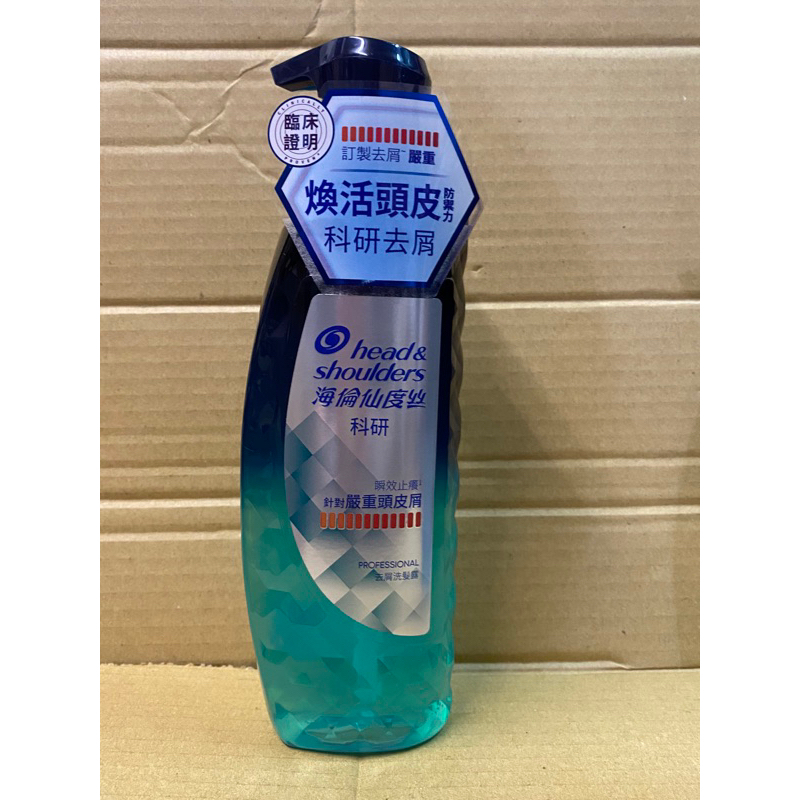 CLINICALLY
臨床
證明
PROVEN
訂製去屑 嚴重
煥活頭皮防禦力
科研去屑
head &
shoulders
海倫仙度絲
科研
瞬效止癢
針對嚴重頭皮屑
PROFESSIONAL
去屑洗髮露